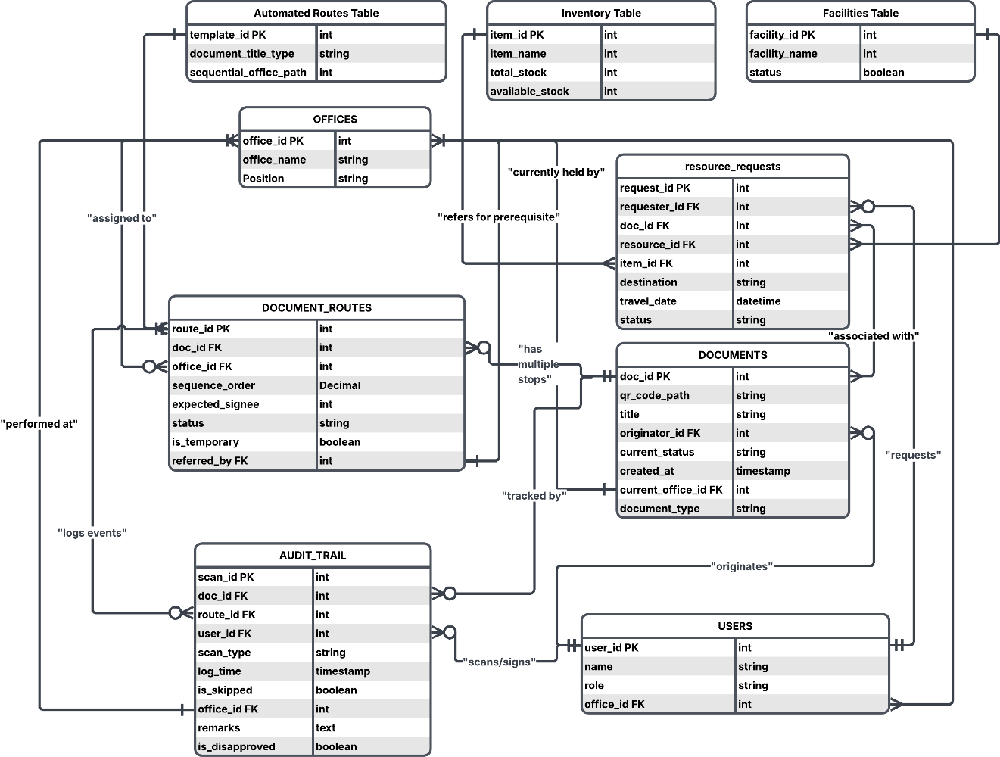 Automated Routes Table
template_id PK int
document_title_type string
sequential_office_path int
Inventory Table
item_id PK int
item_name int
total_stock int
available_stock int
Facilities Table
facility_id PK int
facility_name int
status boolean
OFFICES
office_id PK int
office_name string
Position string
"currently held by"
"assigned to"
"refers for prerequisite"
resource_requests
request_id PK int
requester_id FK int
doc_id FK int
resource_id FK int
item_id FK int
destination string
travel_date datetime
status string
"associated with"
DOCUMENT_ROUTES
route_id PK int
doc_id FK int
office_id FK int
sequence_order Decimal
expected_signee int
status string
is_temporary boolean
referred_by FK int
"has
multiple
stops"
DOCUMENTS
doc_id PK int
qr_code_path string
title string
originator_id FK int
current_status string
created_at timestamp
current_office_id FK int
document_type string
"performed at"
"requests"
"tracked by"
"logs events"
"originates"
AUDIT_TRAIL
scan_id PK int
doc_id FK int
route_id FK int
user_id FK int
scan_type string
log_time timestamp
is_skipped boolean
office_id FK int
remarks text
is_disapproved boolean
"scans/signs"
USERS
user_id PK int
name string
role string
office_id FK int